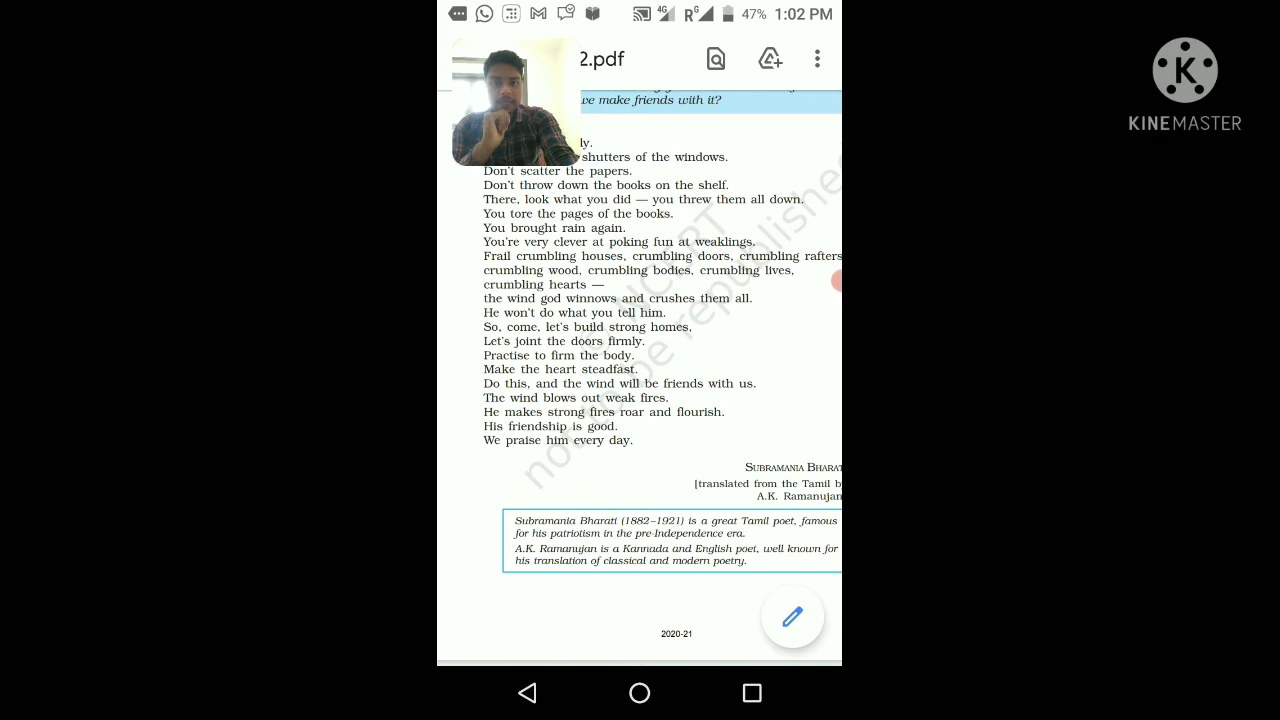 47% 1:02 PM
2.pdf
we make friends with it?
ly.
shutters of the windows.
Don't scatter the papers.
Don't throw down the books on the shelf.
There, look what you did — you threw them all down.
You tore the pages of the books.
You brought rain again.
You're very clever at poking fun at weaklings.
Frail crumbling houses, crumbling doors, crumbling rafters
crumbling wood, crumbling bodies, crumbling lives,
crumbling hearts —
the wind god winnows and crushes them all.
He won't do what you tell him.
So, come, let's build strong homes,
Let's joint the doors firmly.
Practise to firm the body.
Make the heart steadfast.
Do this, and the wind will be friends with us.
The wind blows out weak fires.
He makes strong fires roar and flourish.
His friendship is good.
We praise him every day.
SUBRAMANIA BHARAT
[translated from the Tamil b
A.K. Ramanujan
Subramania Bharati (1882–1921) is a great Tamil poet, famous
for his patriotism in the pre-Independence era.
A.K. Ramanujan is a Kannada and English poet, well known for
his translation of classical and modern poetry.
2020-21
NCERT
not to be republishe
K
KINEMASTER
4G
R G